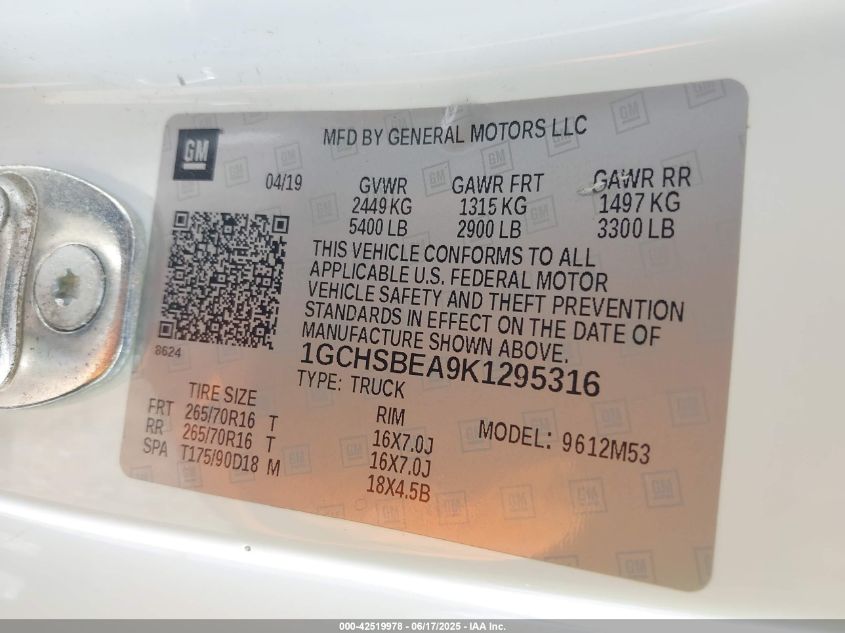 GM
MFD BY GENERAL MOTORS LLC
04/19 GVWR GAWR FRT GAWR RR
2449 KG 1315 KG 1497 KG
5400 LB 2900 LB 3300 LB
THIS VEHICLE CONFORMS TO ALL
APPLICABLE U.S. FEDERAL MOTOR
VEHICLE SAFETY AND THEFT PREVENTION
STANDARDS IN EFFECT ON THE DATE OF
MANUFACTURE SHOWN ABOVE.
8624
1GCHSBEA9K1295316
TYPE: TRUCK
TIRE SIZE RIM
FRT 265/70R16 T 16X7.0J
RR 265/70R16 T 16X7.0J
SPA T175/90D18 M 18X4.5B
MODEL: 9612M53
000-42519978 - 06/17/2025 - IAA Inc.